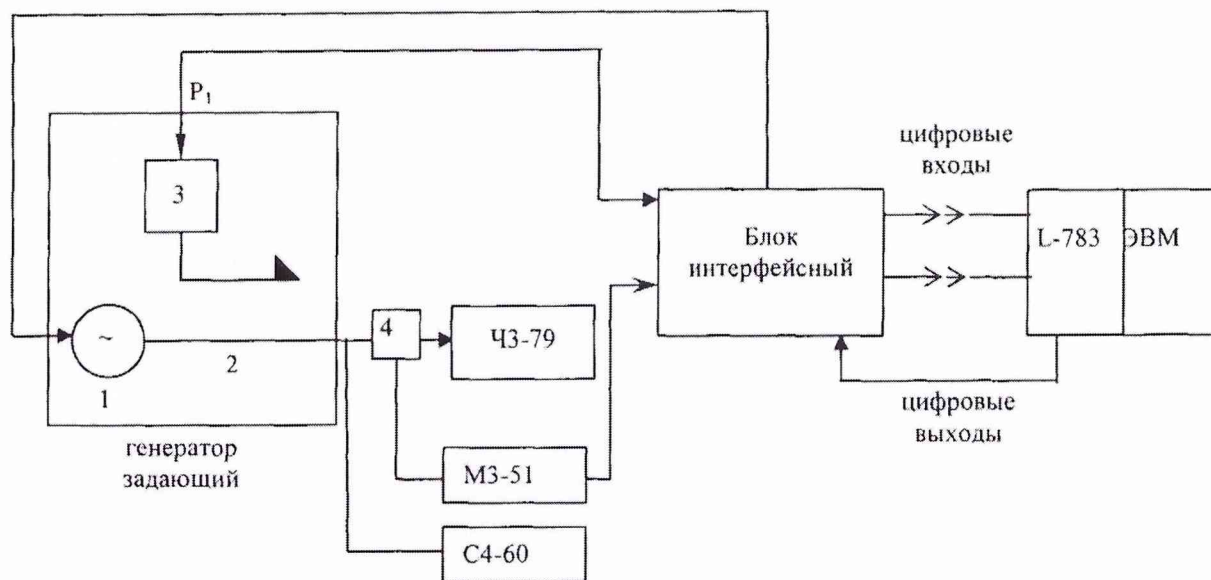 P₁
цифровые
входы
3
Блок
интерфейсный
L-783
ЭВМ
~
1
2
4
ЧЗ-79
генератор
задающий
М3-51
С4-60
цифровые
выходы